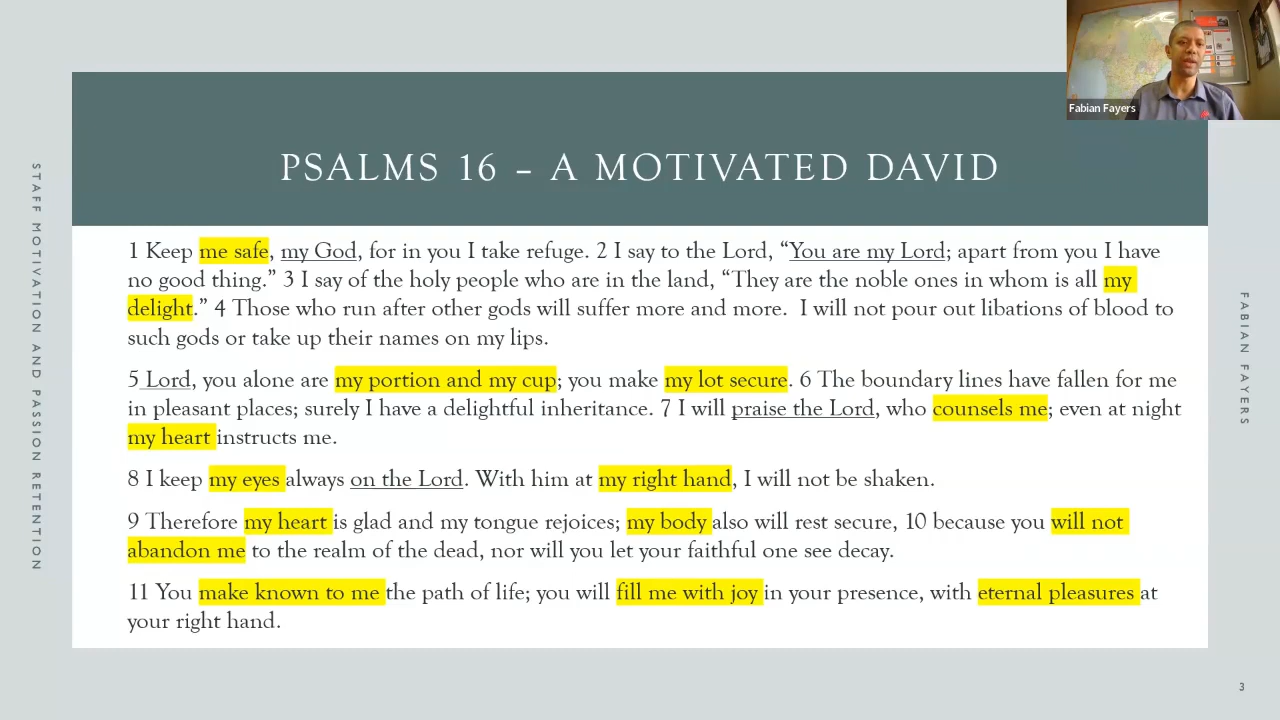 Fabian Fayers
PSALMS 16 – A MOTIVATED DAVID
1 Keep me safe, my God, for in you I take refuge. 2 I say to the Lord, “You are my Lord; apart from you I have
no good thing.” 3 I say of the holy people who are in the land, “They are the noble ones in whom is all my
delight.” 4 Those who run after other gods will suffer more and more. I will not pour out libations of blood to
such gods or take up their names on my lips.
5 Lord, you alone are my portion and my cup; you make my lot secure. 6 The boundary lines have fallen for me
in pleasant places; surely I have a delightful inheritance. 7 I will praise the Lord, who counsels me; even at night
my heart instructs me.
8 I keep my eyes always on the Lord. With him at my right hand, I will not be shaken.
9 Therefore my heart is glad and my tongue rejoices; my body also will rest secure, 10 because you will not
abandon me to the realm of the dead, nor will you let your faithful one see decay.
11 You make known to me the path of life; you will fill me with joy in your presence, with eternal pleasures at
your right hand.
STAFF MOTIVATION AND PASSION RETENTION
FABIAN FAYERS
3